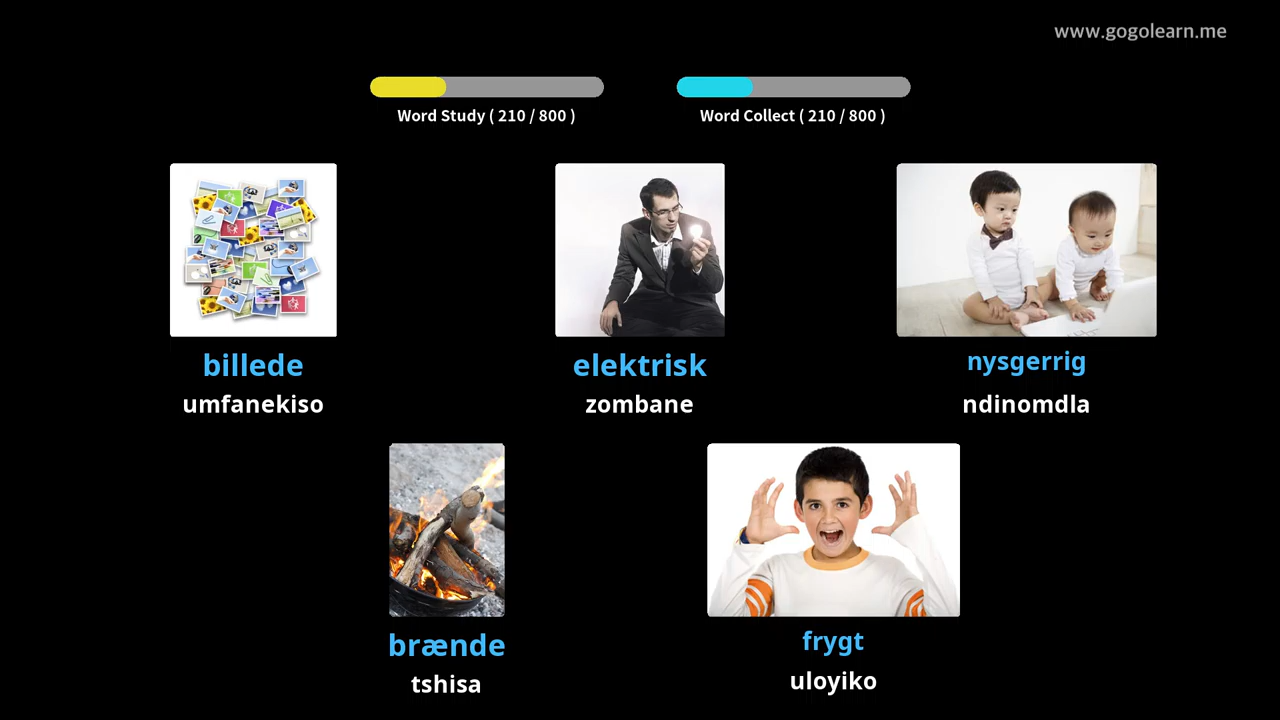 www.gogolearn.me
Word Study ( 210 / 800 )
Word Collect ( 210 / 800 )
billede
umfanekiso
elektrisk
zombane
nysgerrig
ndinomdla
brænde
tshisa
frygt
uloyiko